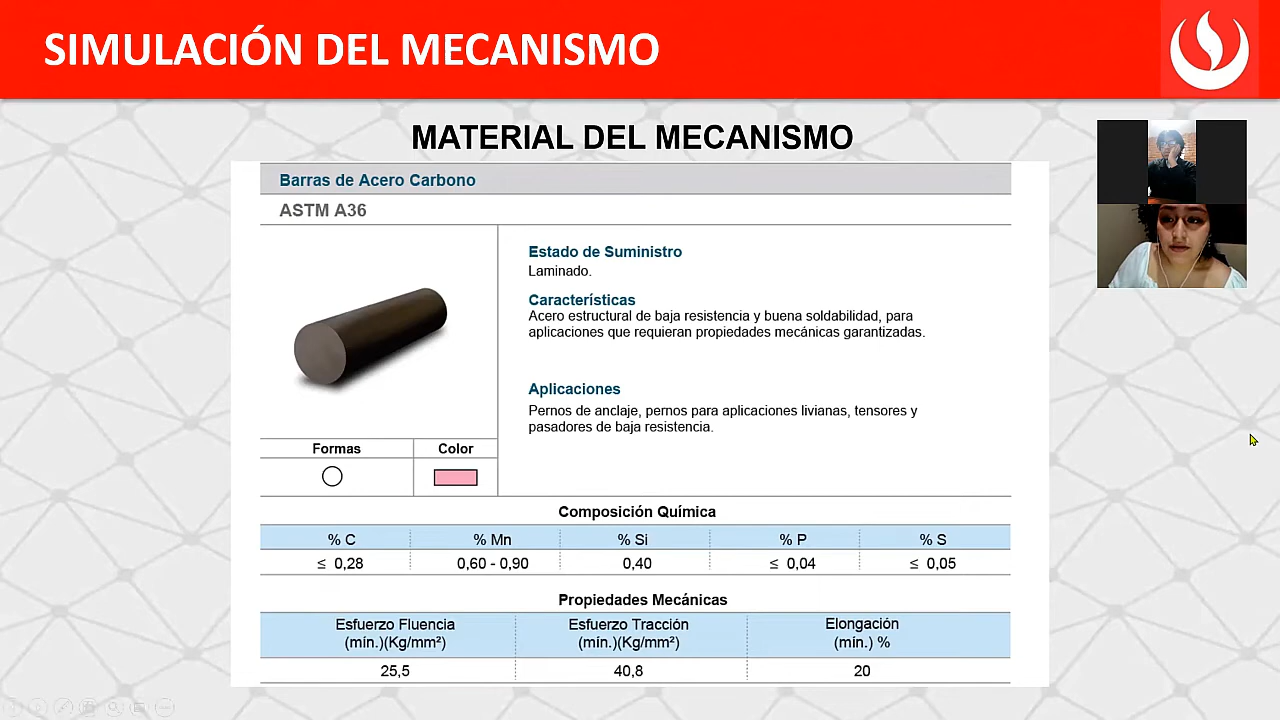 SIMULACIÓN DEL MECANISMO
MATERIAL DEL MECANISMO
Barras de Acero Carbono
ASTM A36
Estado de Suministro
Laminado.
Características
Acero estructural de baja resistencia y buena soldabilidad, para
aplicaciones que requieran propiedades mecánicas garantizadas.
Aplicaciones
Pernos de anclaje, pernos para aplicaciones livianas, tensores y
pasadores de baja resistencia.
Formas Color
Composición Química
% C % Mn % Si % P % S
≤ 0,28 0,60 - 0,90 0,40 ≤ 0,04 ≤ 0,05
Propiedades Mecánicas
Esfuerzo Fluencia Esfuerzo Tracción Elongación
(mín.)(Kg/mm²) (mín.)(Kg/mm²) (mín.) %
25,5 40,8 20